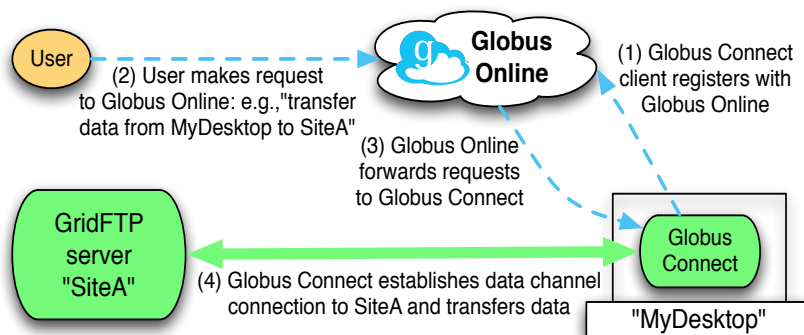 User
g
Globus
Online
(1) Globus Connect
client registers with
Globus Online
(2) User makes request
to Globus Online: e.g.,"transfer
data from MyDesktop to SiteA"
(3) Globus Online
forwards requests
to Globus Connect
GridFTP
server
"SiteA"
Globus
Connect
(4) Globus Connect establishes data channel
connection to SiteA and transfers data
"MyDesktop"